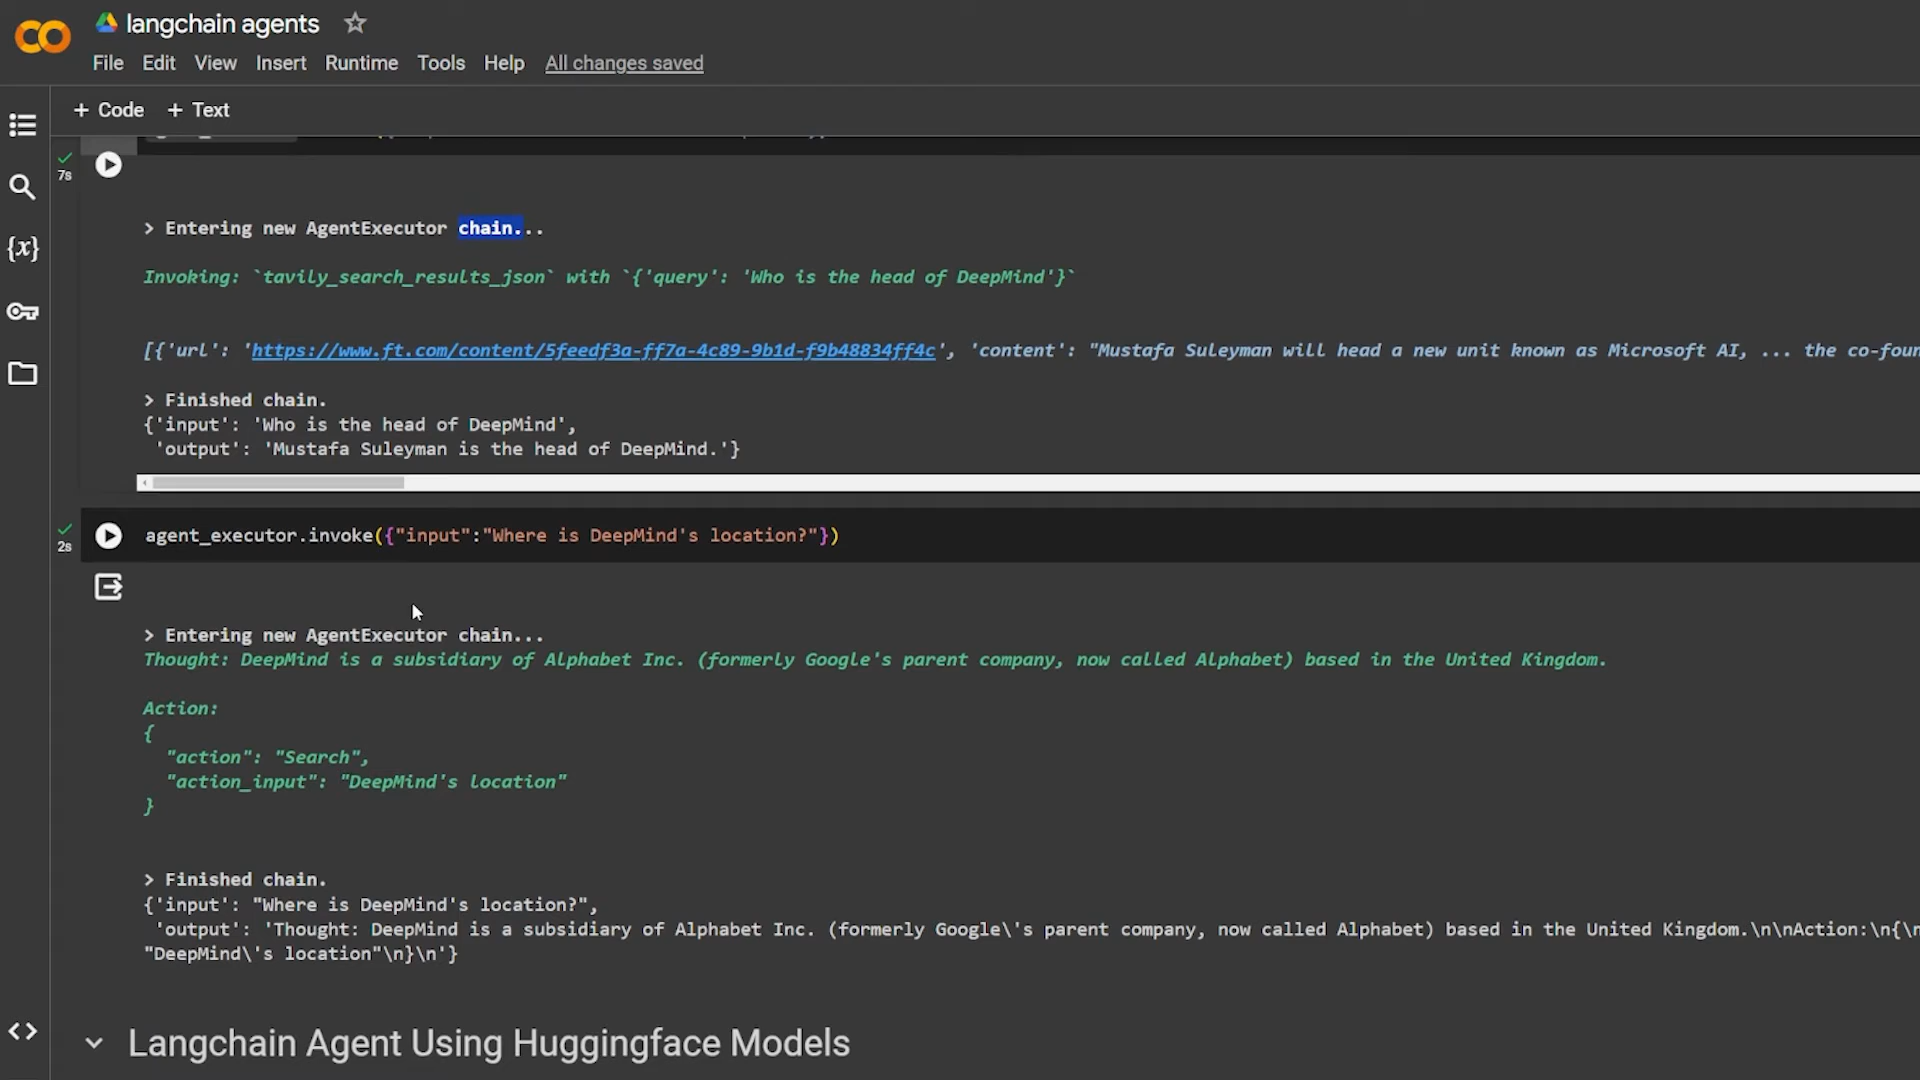 langchain agents
File Edit View Insert Runtime Tools Help All changes saved
+ Code + Text
7s
> Entering new AgentExecutor chain...
Invoking: `tavily_search_results_json` with `{'query': 'Who is the head of DeepMind'}`
[{'url': 'https://www.ft.com/content/5feedf3a-ff7a-4c89-9b1d-f9b48834ff4c', 'content': "Mustafa Suleyman will head a new unit known as Microsoft AI, ... the co-foun
> Finished chain.
{'input': 'Who is the head of DeepMind',
'output': 'Mustafa Suleyman is the head of DeepMind.'}
2s
agent_executor.invoke({"input":"Where is DeepMind's location?"})
> Entering new AgentExecutor chain...
Thought: DeepMind is a subsidiary of Alphabet Inc. (formerly Google's parent company, now called Alphabet) based in the United Kingdom.
Action:
{
"action": "Search",
"action_input": "DeepMind's location"
}
> Finished chain.
{'input': "Where is DeepMind's location?",
'output': 'Thought: DeepMind is a subsidiary of Alphabet Inc. (formerly Google\'s parent company, now called Alphabet) based in the United Kingdom.\n\nAction:\n{\n
"DeepMind\'s location"\n}\n'}
Langchain Agent Using Huggingface Models